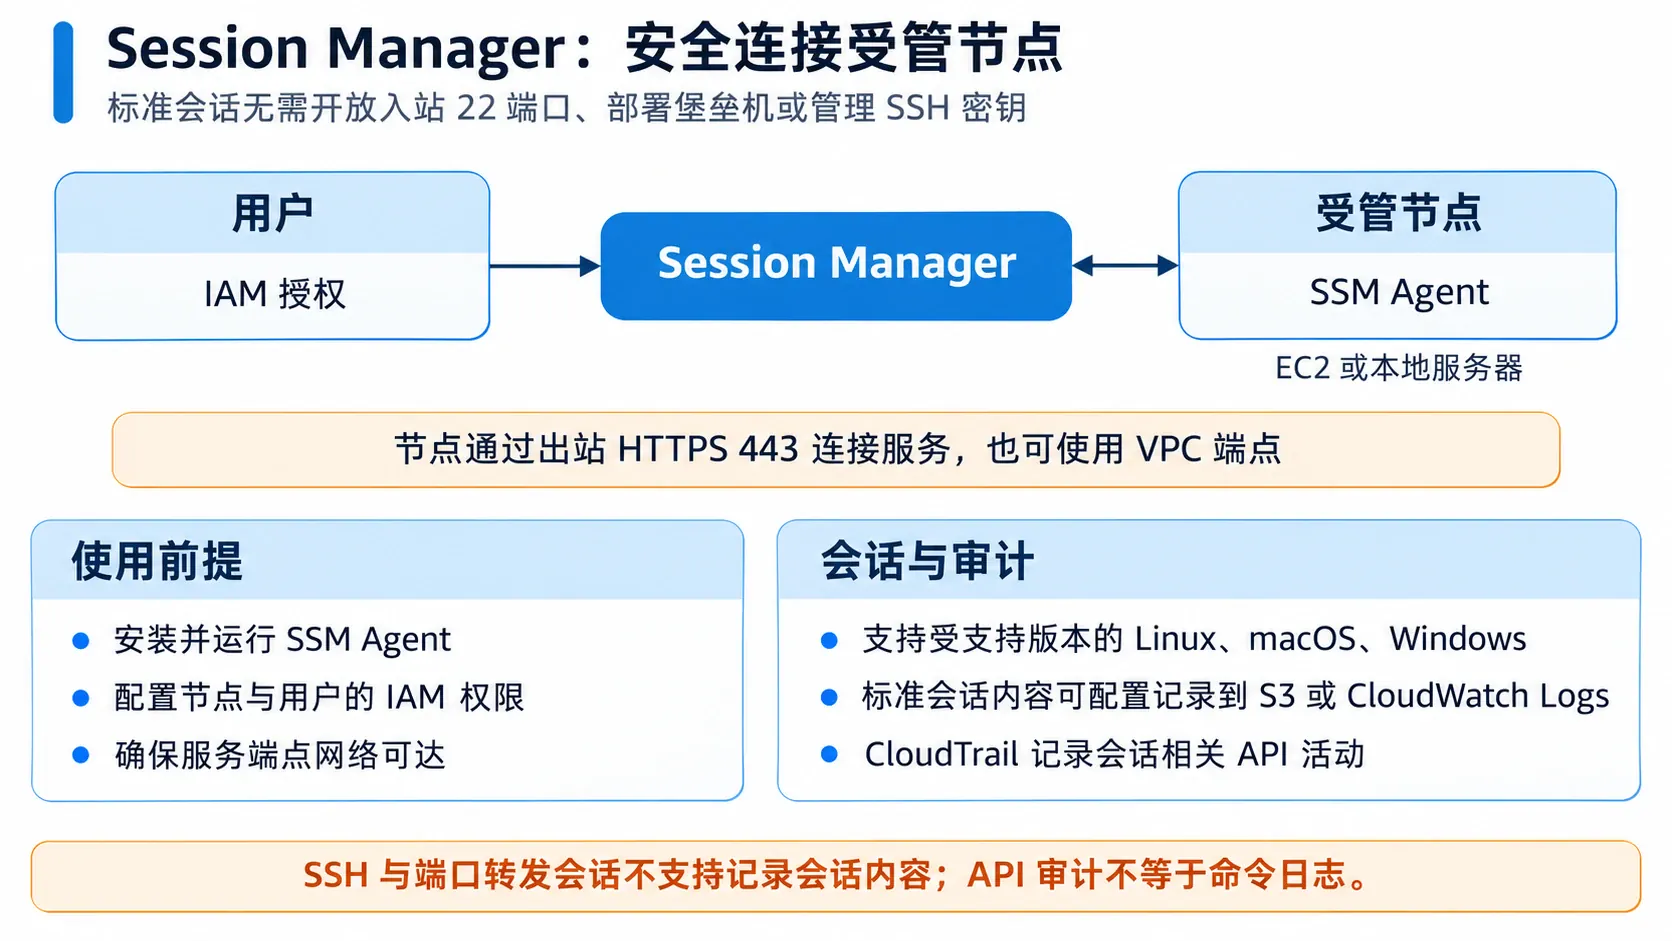 Session Manager：安全连接受管节点
标准会话无需开放入站 22 端口、部署堡垒机或管理 SSH 密钥
用户
IAM 授权
Session Manager
受管节点
SSM Agent
EC2 或本地服务器
节点通过出站 HTTPS 443 连接服务，也可使用 VPC 端点
使用前提
安装并运行 SSM Agent
配置节点与用户的 IAM 权限
确保服务端点网络可达
会话与审计
支持受支持版本的 Linux、macOS、Windows
标准会话内容可配置记录到 S3 或 CloudWatch Logs
CloudTrail 记录会话相关 API 活动
SSH 与端口转发会话不支持记录会话内容；API 审计不等于命令日志。